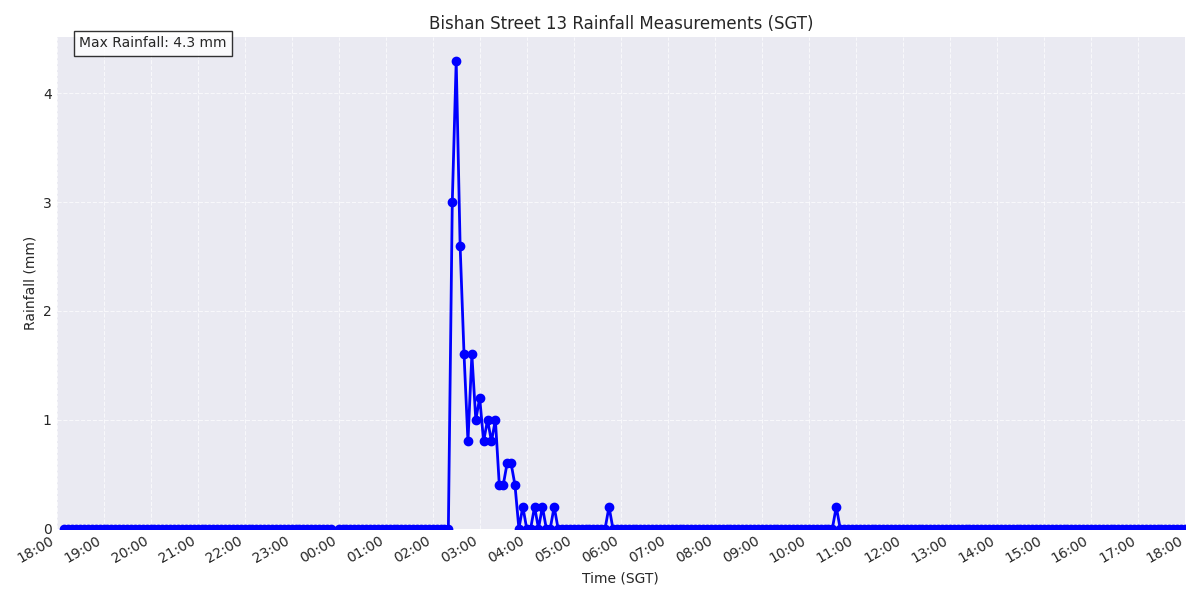 Bishan Street 13 Rainfall Measurements (SGT)
Max Rainfall: 4.3 mm
Rainfall (mm)
4
3
2
1
0
18:00 19:00 20:00 21:00 22:00 23:00 00:00 01:00 02:00 03:00 04:00 05:00 06:00 07:00 08:00 09:00 10:00 11:00 12:00 13:00 14:00 15:00 16:00 17:00 18:00
Time (SGT)